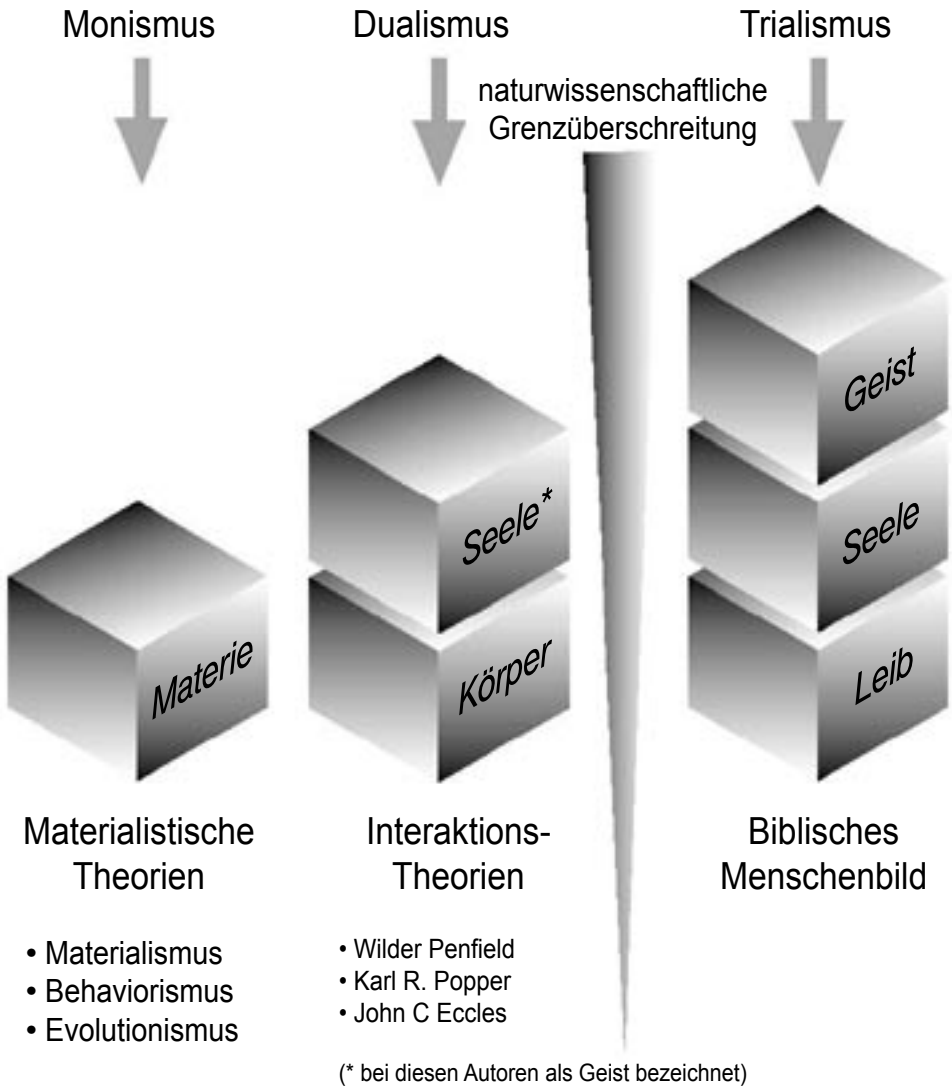 Monismus
Dualismus
Trialismus
naturwissenschaftliche
Grenzüberschreitung
Materie
Seele*
Körper
Geist
Seele
Leib
Materialistische
Theorien
• Materialismus
• Behaviorismus
• Evolutionismus
Interaktions-
Theorien
• Wilder Penfield
• Karl R. Popper
• John C Eccles
(* bei diesen Autoren als Geist bezeichnet)
Biblisches
Menschenbild